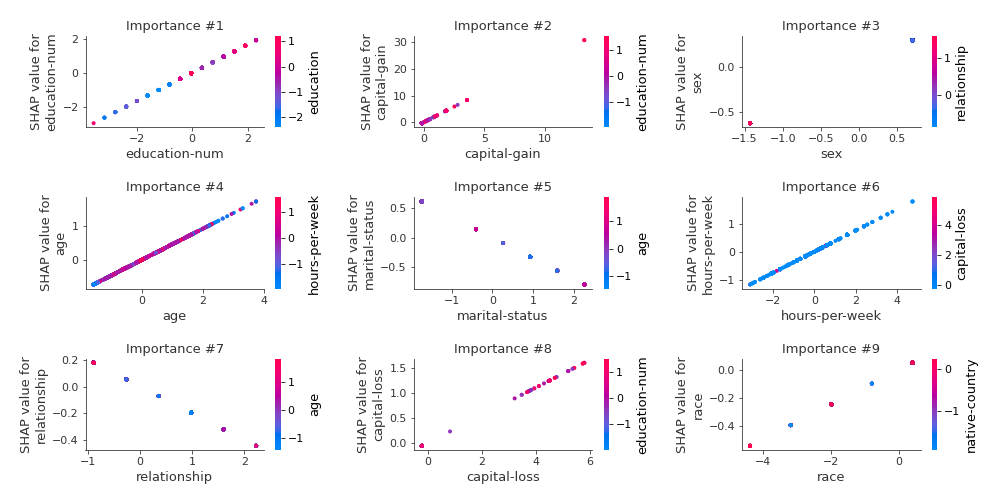 Importance #1
SHAP value for
education-num
2
0
−2
−2
0
2
education-num
1
0
−1
−2
education
Importance #2
SHAP value for
capital-gain
30
20
10
0
0
5
10
capital-gain
1
0
−1
education-num
Importance #3
SHAP value for
sex
0.0
−0.5
−1.5
−1.0
−0.5
0.0
0.5
sex
1
0
relationship
Importance #4
SHAP value for
age
1
0
0
2
4
age
1
0
−1
hours-per-week
Importance #5
SHAP value for
marital-status
0.5
0.0
−0.5
−1
0
1
2
marital-status
1
0
−1
age
Importance #6
SHAP value for
hours-per-week
1
0
−1
−2
0
2
4
hours-per-week
4
2
0
capital-loss
Importance #7
SHAP value for
relationship
0.2
0.0
−0.2
−0.4
−1
0
1
2
relationship
1
0
−1
age
Importance #8
SHAP value for
capital-loss
1.5
1.0
0.5
0.0
0
2
4
6
capital-loss
1
0
−1
education-num
Importance #9
SHAP value for
race
0.0
−0.2
−0.4
−4
−2
0
race
0
−1
native-country